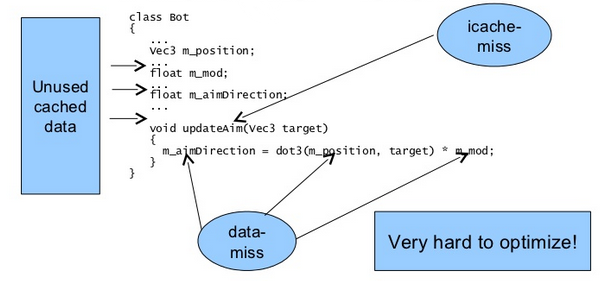 class Bot
{
...
Vec3 m_position;
...
float m_mod;
...
float m_aimDirection;
...
void updateAim(Vec3 target)
{
m_aimDirection = dot3(m_position, target) * m_mod;
}
}
Unused
cached
data
icache-
miss
data-
miss
Very hard to optimize!